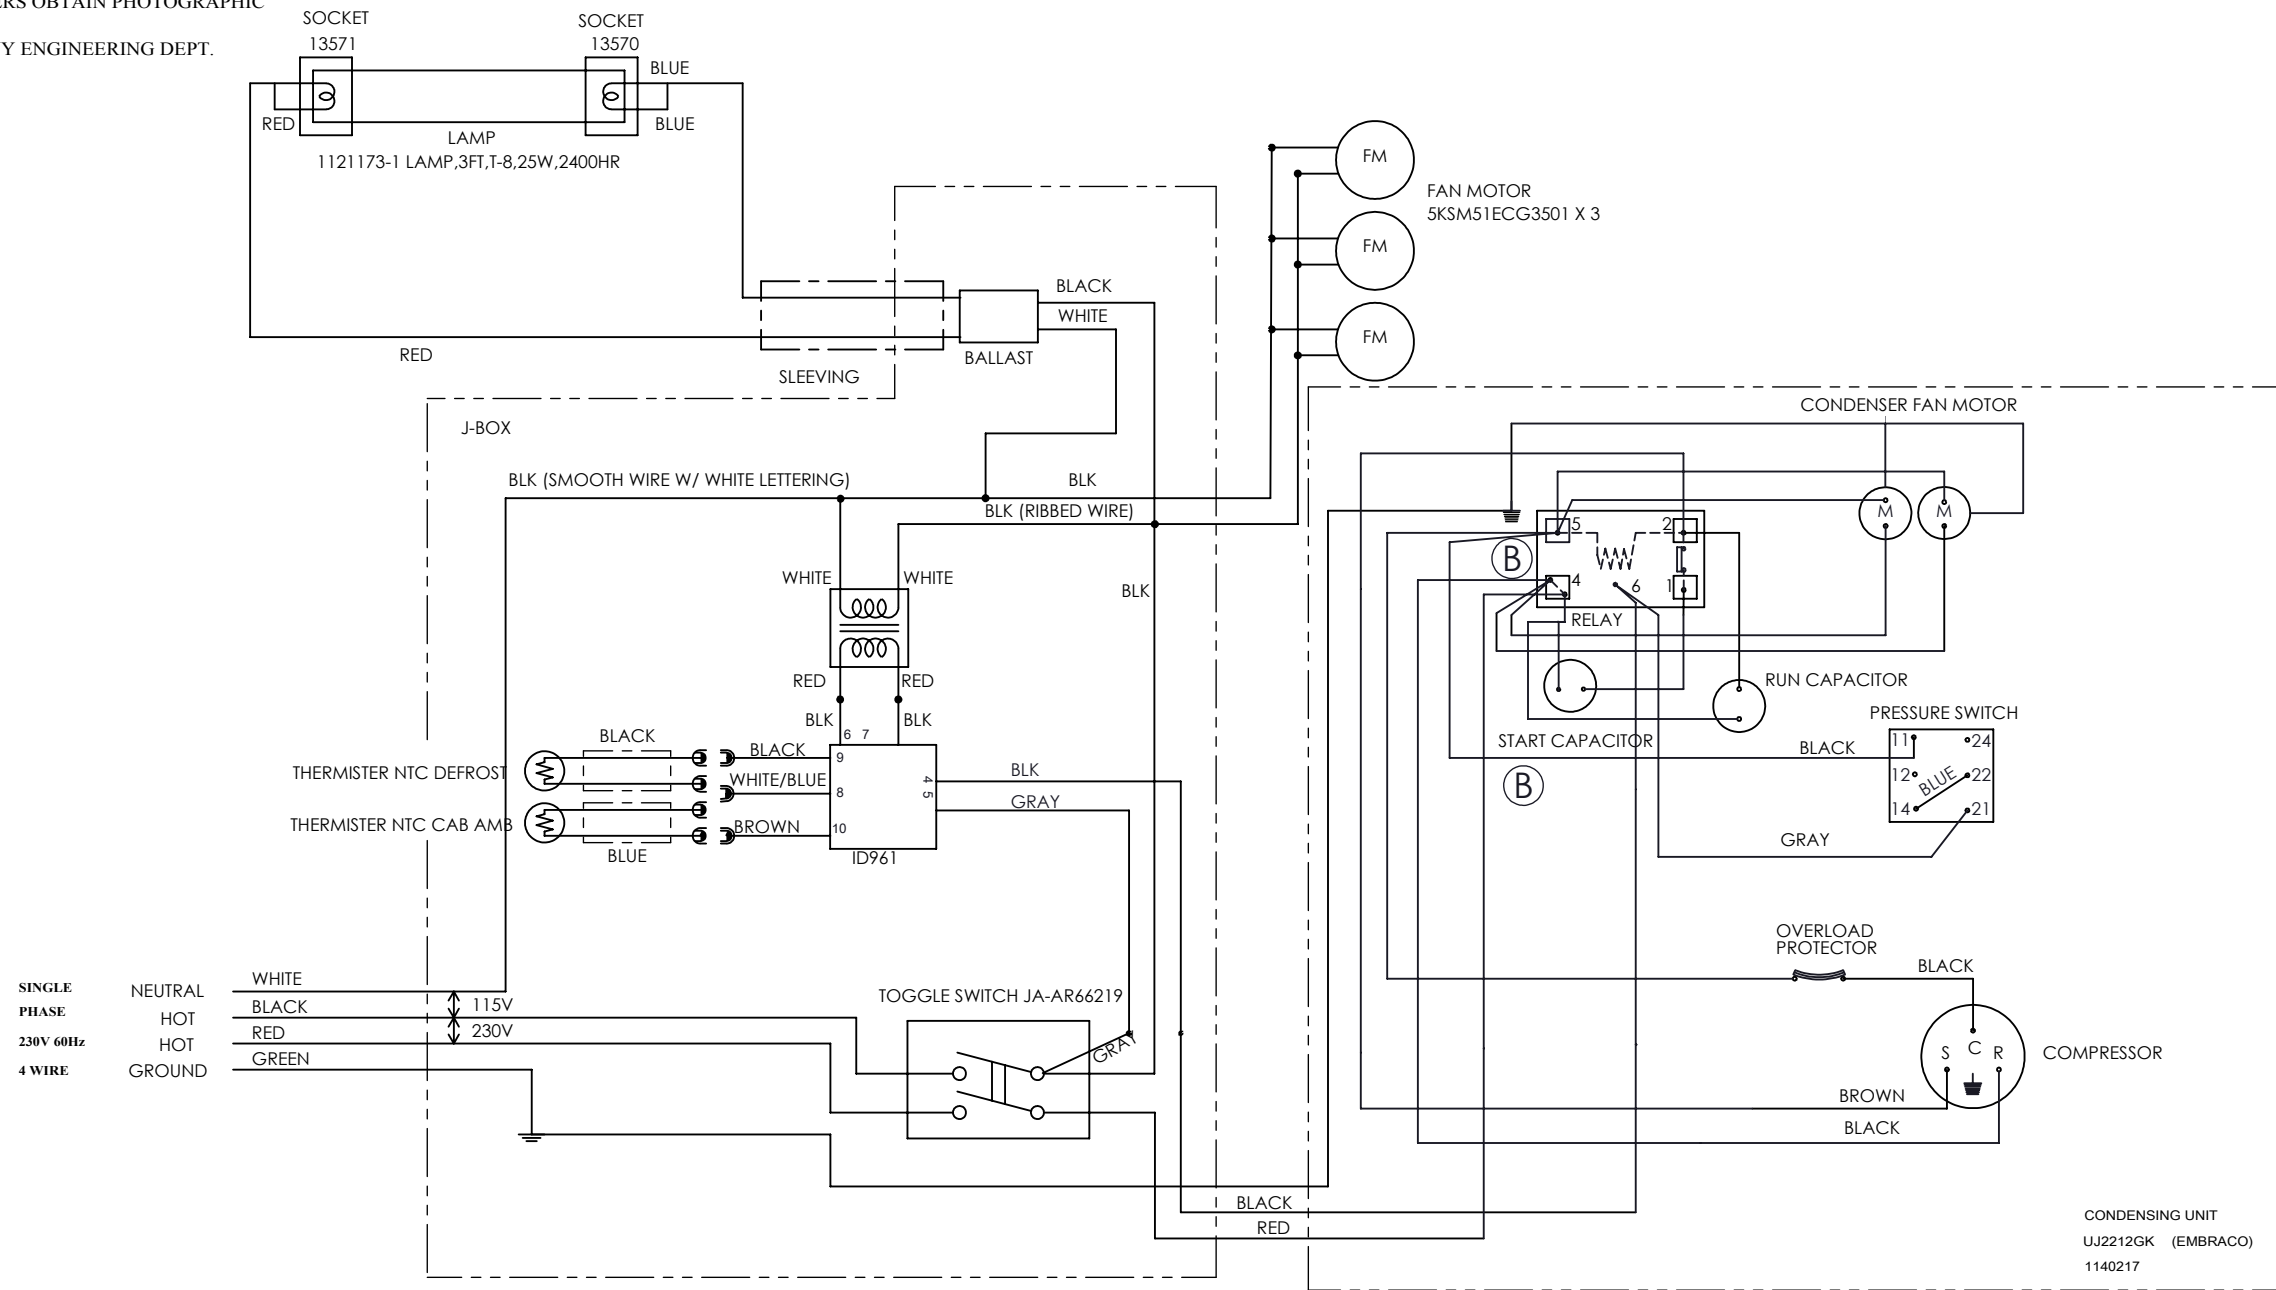 ERS OBTAIN PHOTOGRAPHIC
Y ENGINEERING DEPT.
SOCKET
13571
SOCKET
13570
BLUE
RED
BLUE
LAMP
1121173-1 LAMP,3FT,T-8,25W,2400HR
FM
FAN MOTOR
5KSM51ECG3501 X 3
FM
FM
BLACK
WHITE
RED
BALLAST
SLEEVING
J-BOX
CONDENSER FAN MOTOR
BLK (SMOOTH WIRE W/ WHITE LETTERING)
BLK
BLK (RIBBED WIRE)
M
M
5
2
B
4
6
1
RELAY
WHITE
WHITE
BLK
RED
RED
BLK
BLK
6 7
RUN CAPACITOR
START CAPACITOR
PRESSURE SWITCH
BLACK
11
24
12
BLUE
22
14
21
B
GRAY
BLACK
BLACK
9
THERMISTER NTC DEFROST
WHITE/BLUE
8
4
5
BLK
GRAY
THERMISTER NTC CAB AMB
BROWN
10
BLUE
ID961
OVERLOAD
PROTECTOR
BLACK
S C R
COMPRESSOR
BROWN
BLACK
SINGLE
PHASE
230V 60Hz
4 WIRE
NEUTRAL
HOT
HOT
GROUND
WHITE
BLACK
RED
GREEN
115V
230V
TOGGLE SWITCH JA-AR66219
GRAY
BLACK
RED
CONDENSING UNIT
UJ2212GK (EMBRACO)
1140217